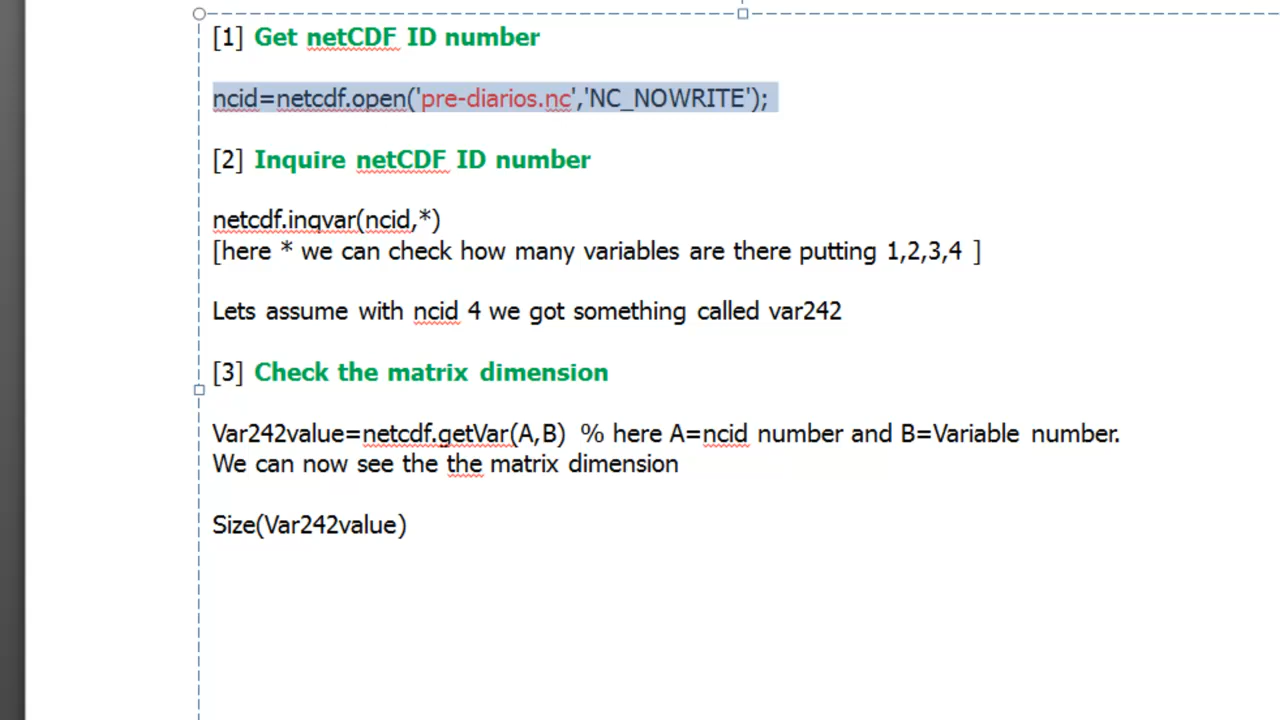 [1] Get netCDF ID number
ncid=netcdf.open('pre-diarios.nc','NC_NOWRITE');
[2] Inquire netCDF ID number
netcdf.inqvar(ncid,*)
[here * we can check how many variables are there putting 1,2,3,4 ]
Lets assume with ncid 4 we got something called var242
[3] Check the matrix dimension
Var242value=netcdf.getVar(A,B) % here A=ncid number and B=Variable number.
We can now see the the matrix dimension
Size(Var242value)